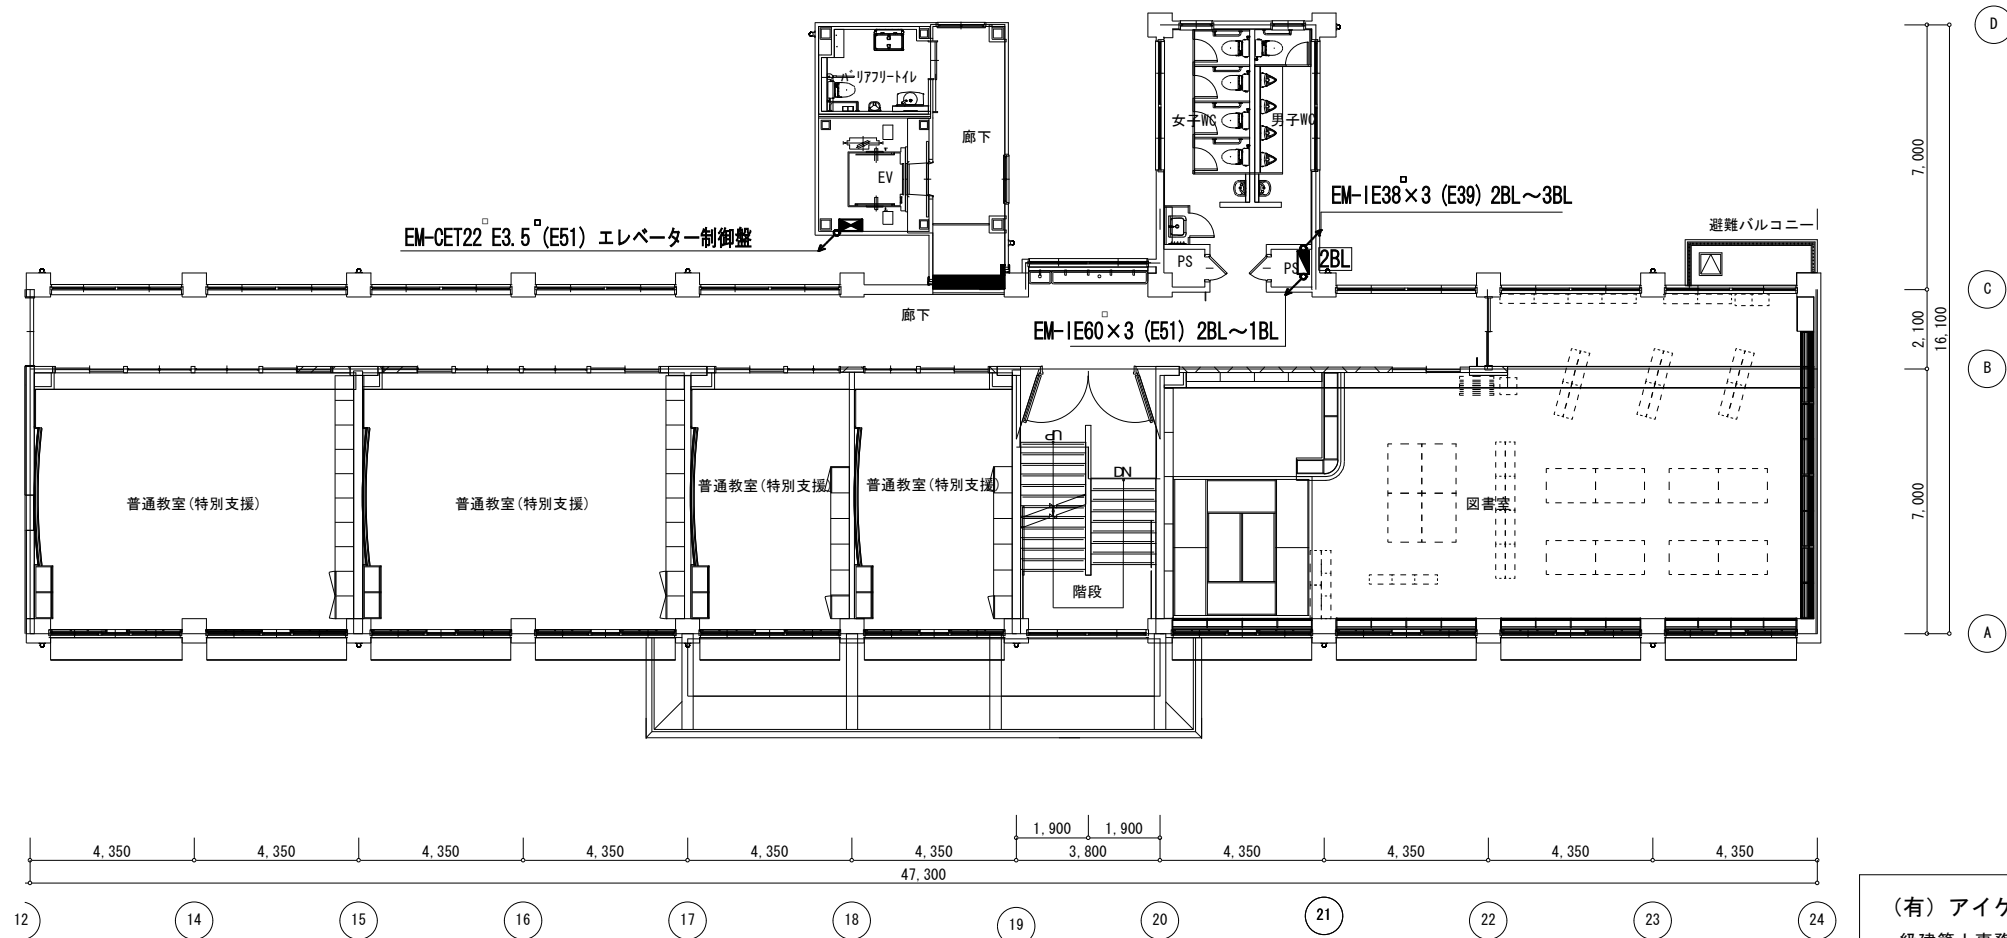 D
バリアフリートイレ
女子WC
男子WC
廊下
7,000
EV
EM-IE38×3 (E39) 2BL～3BL
避難バルコニー
EM-CET22 E3.5 (E51) エレベーター制御盤
PS
PS
2BL
C
廊下
EM-IE60×3 (E51) 2BL～1BL
2,100
16,100
B
UP
DN
普通教室(特別支援)
普通教室(特別支援)
普通教室(特別支援)
普通教室(特別支援)
図書室
7,000
階段
A
1,900
1,900
4,350
4,350
4,350
4,350
4,350
4,350
3,800
4,350
4,350
4,350
4,350
47,300
12
14
15
16
17
18
19
20
21
22
23
24
(有) アイケ